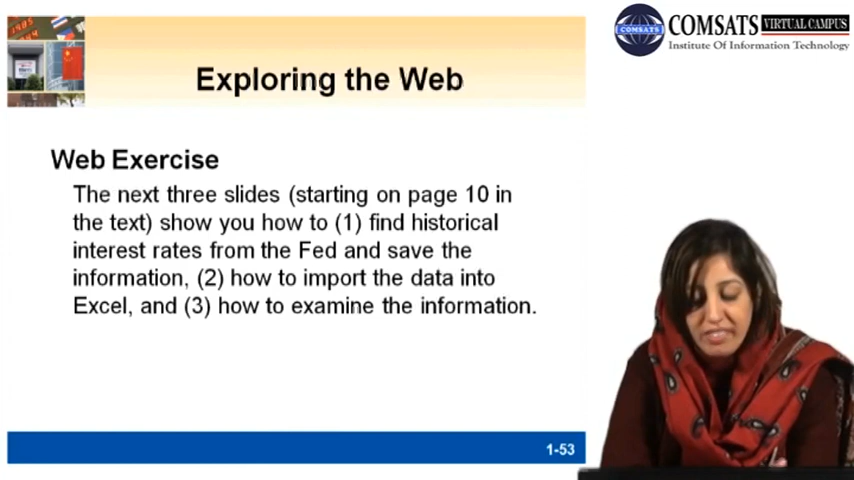 COMSATS VIRTUAL CAMPUS
COMSATS
Institute Of Information Technology
Exploring the Web
Web Exercise
The next three slides (starting on page 10 in
the text) show you how to (1) find historical
interest rates from the Fed and save the
information, (2) how to import the data into
Excel, and (3) how to examine the information.
1-53